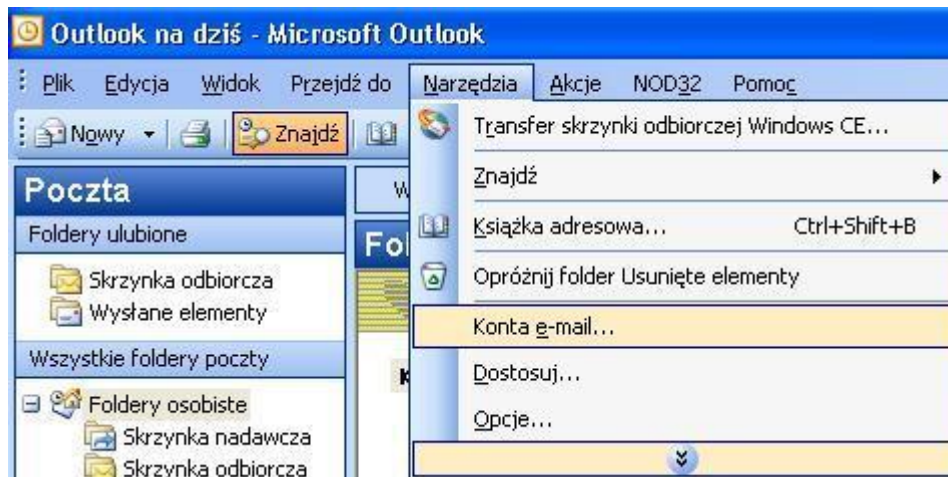 Outlook na dziś - Microsoft Outlook
Plik Edycja Widok Przejdź do Narzędzia Akcje NOD32 Pomoc
Nowy Znajdź
Transfer skrzynki odbiorczej Windows CE...
Znajdź
Książka adresowa... Ctrl+Shift+B
Opróżnij folder Usunięte elementy
Konta e-mail...
Dostosuj...
Opcje...
Poczta
Foldery ulubione
Skrzynka odbiorcza
Wysłane elementy
Wszystkie foldery poczty
Foldery osobiste
Skrzynka nadawcza
Skrzynka odbiorcza